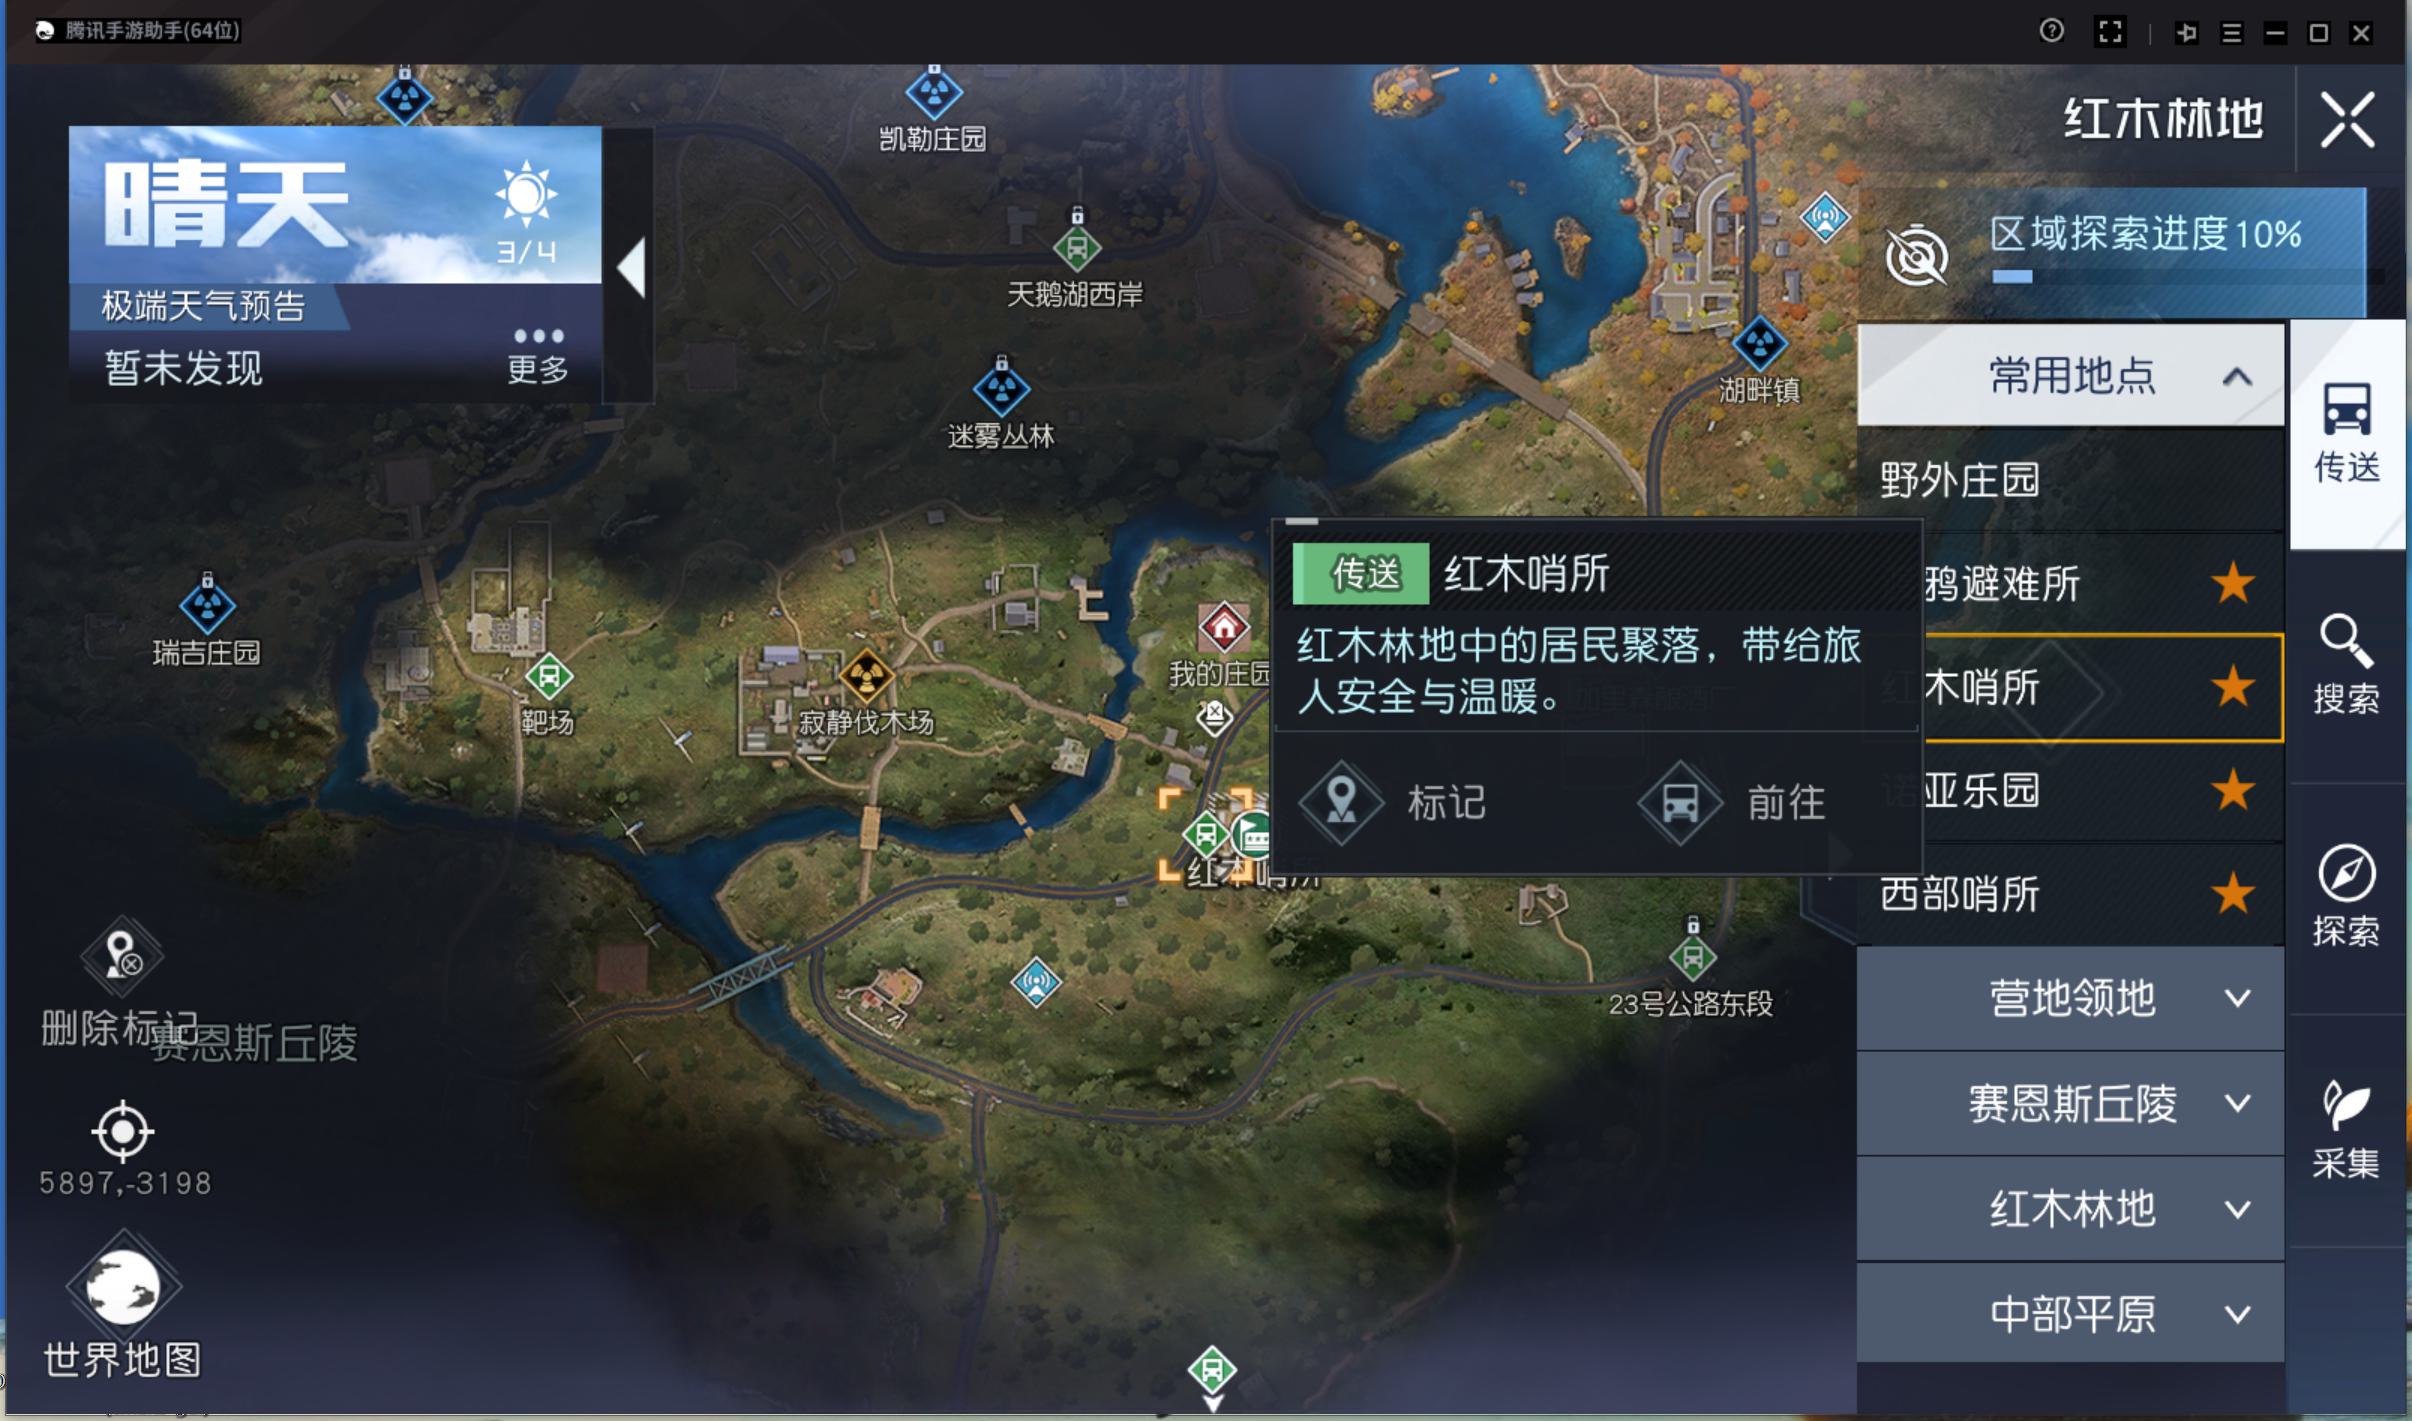 腾讯手游助手(64位)
红木林地
晴天
3/4
极端天气预告
暂未发现
更多
凯勒庄园
天鹅湖西岸
迷雾丛林
湖畔镇
区域探索进度10%
常用地点
野外庄园
鸦避难所
红木哨所
诺亚乐园
西部哨所
营地领地
赛恩斯丘陵
红木林地
中部平原
传送
搜索
探索
采集
传送
红木哨所
红木林地中的居民聚落，带给旅
人安全与温暖。
标记
前往
瑞吉庄园
靶场
寂静伐木场
我的庄园
红木哨所
23号公路东段
删除标记
赛恩斯丘陵
5897,-3198
世界地图